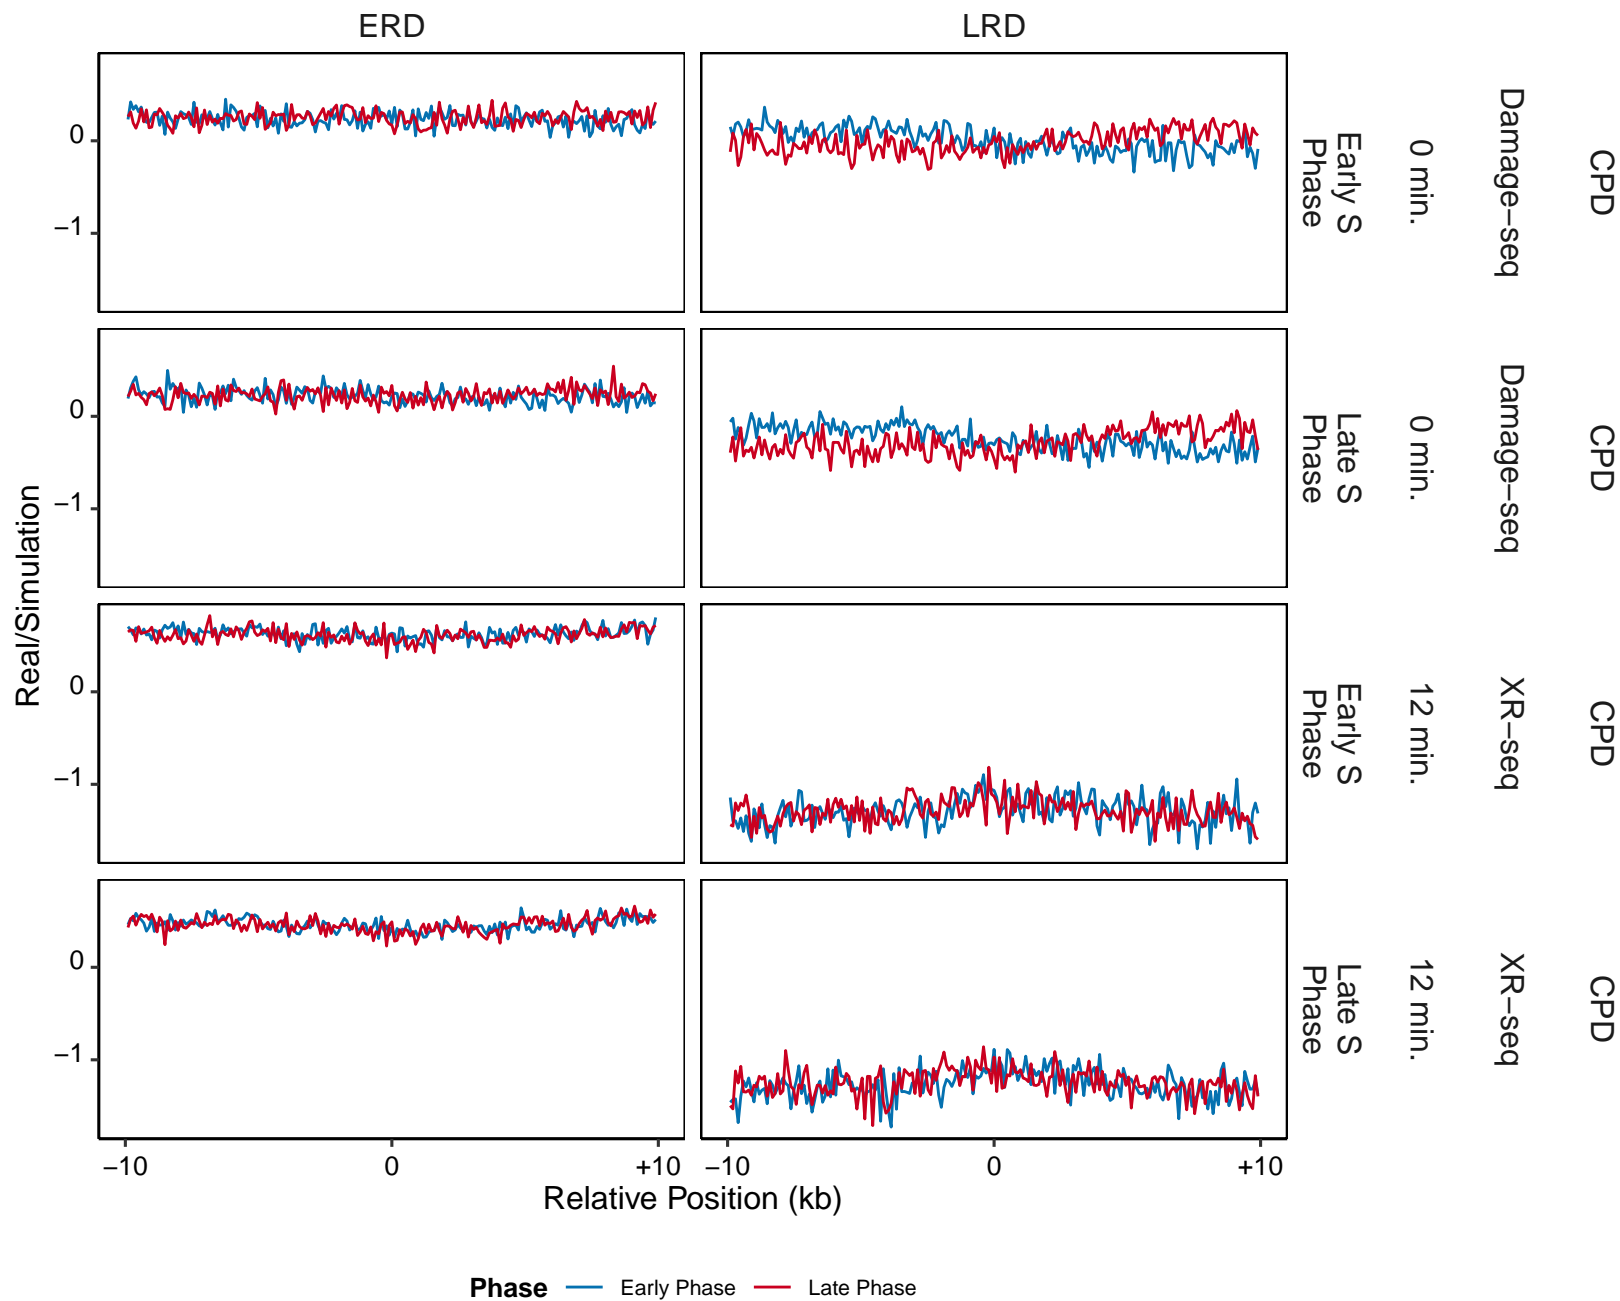 ERD
LRD
0
−1
Early S
Phase
0 min.
Damage−seq
CPD
0
−1
Late S
Phase
0 min.
Damage−seq
CPD
0
−1
Early S
Phase
12 min.
XR−seq
CPD
0
−1
Late S
Phase
12 min.
XR−seq
CPD
Real/Simulation
−10
0
+10
−10
0
+10
Relative Position (kb)
Phase
Early Phase
Late Phase